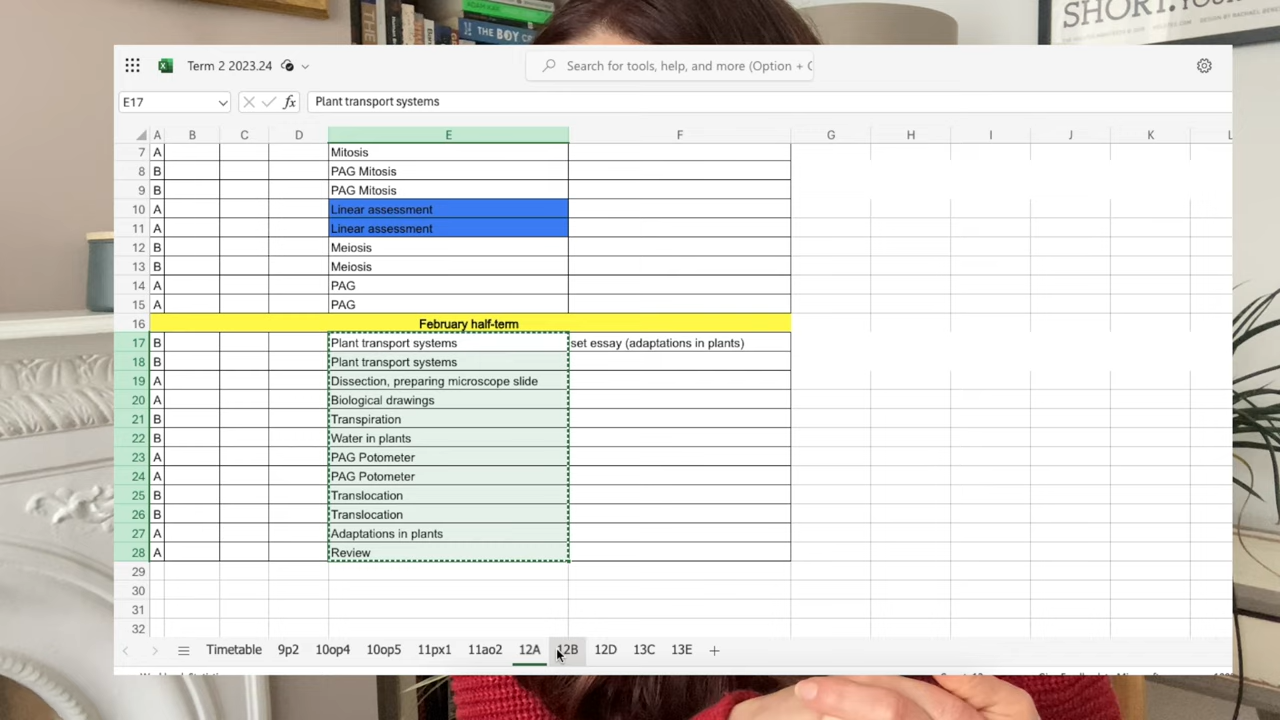 SHORT.
THE BOY
Term 2 2023.24
Search for tools, help, and more (Option +
E17
fx
Plant transport systems
A B C D E F G H I J K L
7 A Mitosis
8 B PAG Mitosis
9 B PAG Mitosis
10 A Linear assessment
11 A Linear assessment
12 B Meiosis
13 B Meiosis
14 A PAG
15 A PAG
16 February half-term
17 B Plant transport systems set essay (adaptations in plants)
18 B Plant transport systems
19 A Dissection, preparing microscope slide
20 A Biological drawings
21 B Transpiration
22 B Water in plants
23 A PAG Potometer
24 A PAG Potometer
25 B Translocation
26 B Translocation
27 A Adaptations in plants
28 A Review
29
30
31
32
Timetable 9p2 10op4 10op5 11px1 11ao2 12A 12B 12D 13C 13E +